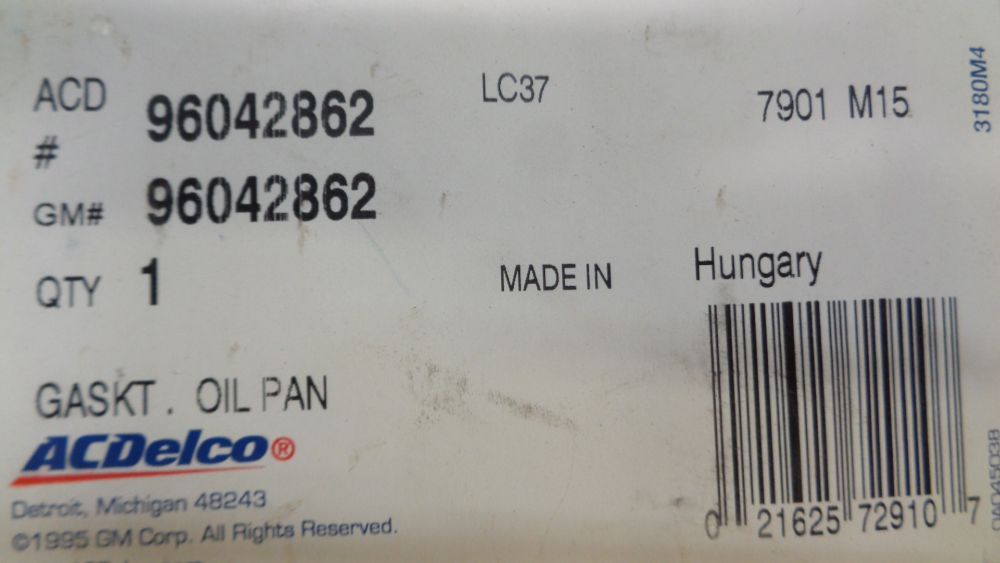 ACD # 96042862
LC37
7901 M15
3180M4
GM# 96042862
QTY 1
MADE IN Hungary
GASKT. OIL PAN
ACDelco®
Detroit, Michigan 48243
©1995 GM Corp. All Rights Reserved.
0 21625 72910 7